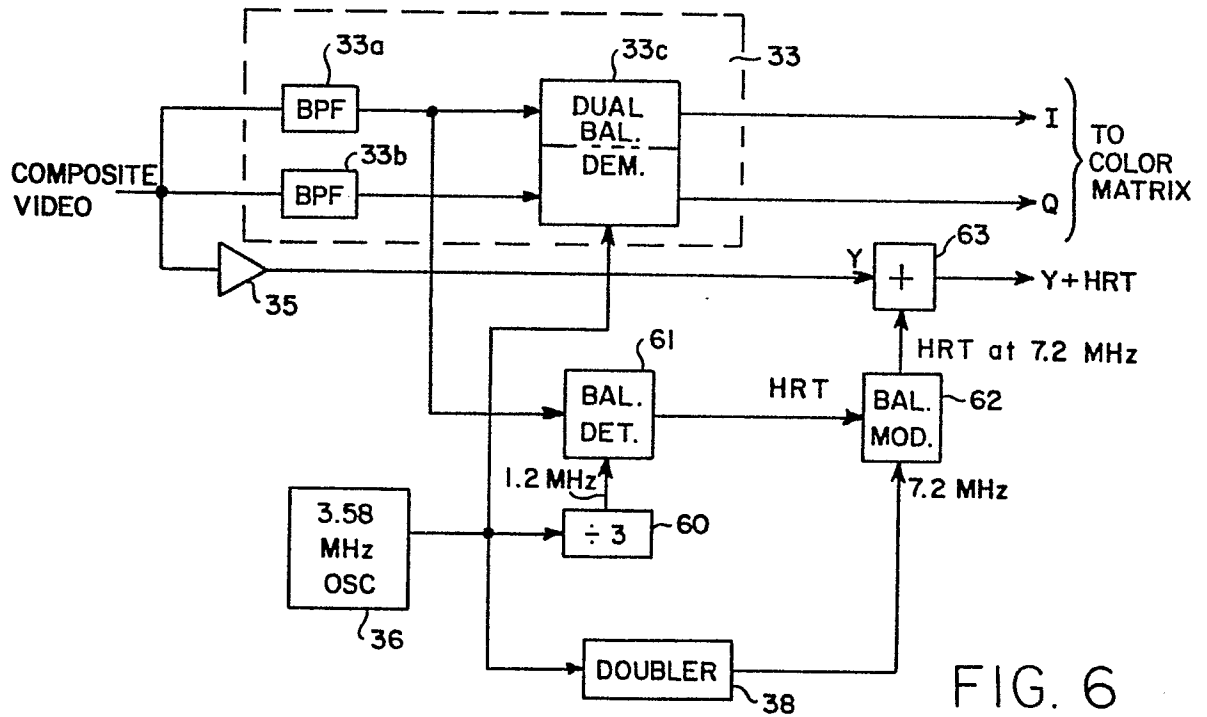 33a
33c
33
BPF
DUAL
BAL.
DEM.
I
33b
BPF
COMPOSITE
VIDEO
TO
COLOR
MATRIX
Q
63
Y
+
Y+HRT
35
HRT at 7.2 MHz
61
BAL.
DET.
HRT
BAL.
MOD.
62
1.2 MHz
7.2 MHz
3.58
MHz
OSC
÷ 3
60
36
DOUBLER
38
FIG. 6